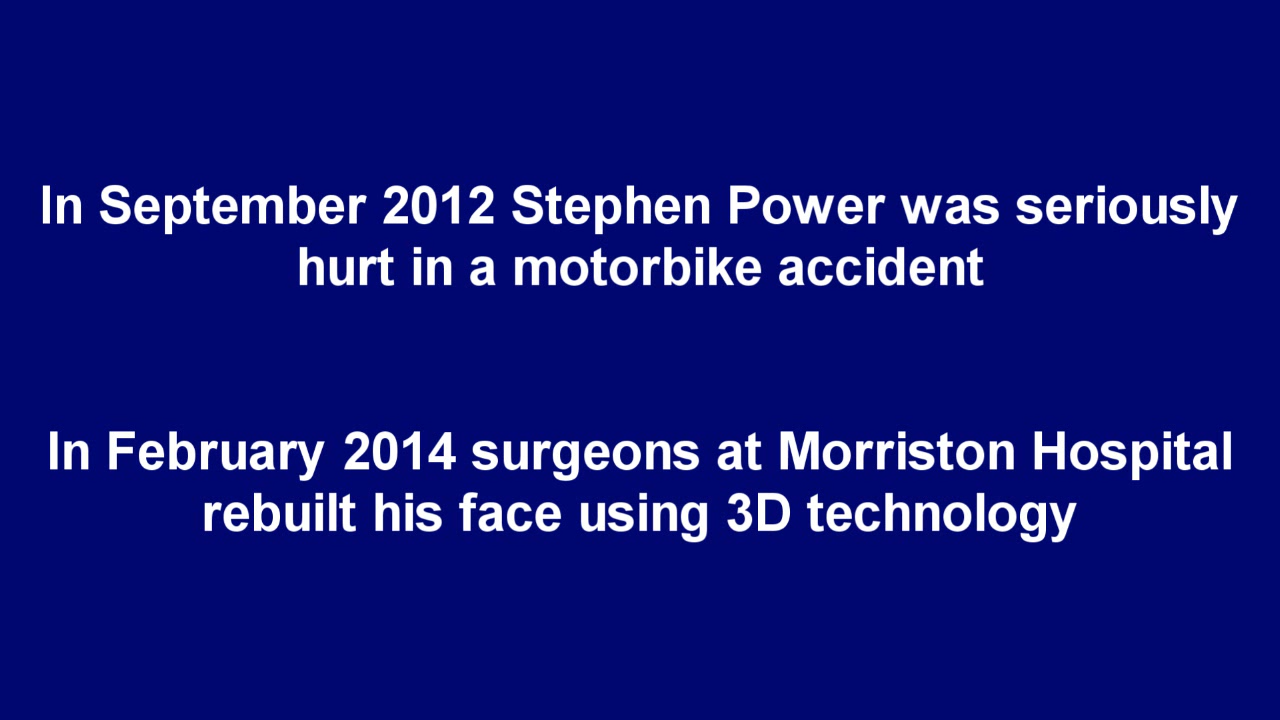 In September 2012 Stephen Power was seriously
hurt in a motorbike accident
In February 2014 surgeons at Morriston Hospital
rebuilt his face using 3D technology